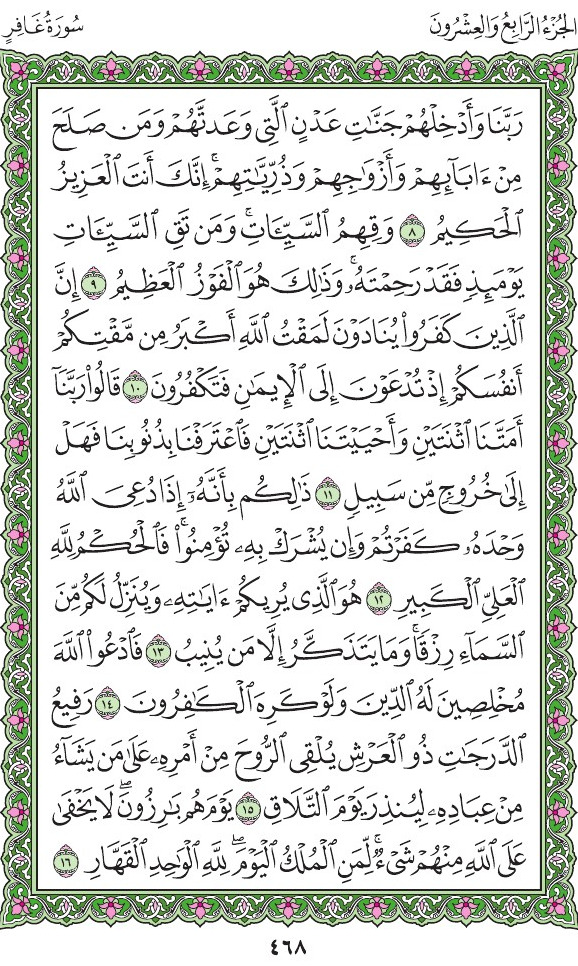 الجُزْءُ الرَّابِعُ وَالعِشْرُونَ
سُورَةُ غَافِرٍ
رَبَّنَا وَأَدْخِلْهُمْ جَنَّٰتِ عَدْنٍ ٱلَّتِى وَعَدتَّهُمْ وَمَن صَلَحَ
مِنْ ءَابَآئِهِمْ وَأَزْوَٰجِهِمْ وَذُرِّيَّٰتِهِمْ ۚ إِنَّكَ أَنتَ ٱلْعَزِيزُ
ٱلْحَكِيمُ ٨ وَقِهِمُ ٱلسَّيِّـَٔاتِ ۚ وَمَن تَقِ ٱلسَّيِّـَٔاتِ
يَوْمَئِذٍ فَقَدْ رَحِمْتَهُۥ ۚ وَذَٰلِكَ هُوَ ٱلْفَوْزُ ٱلْعَظِيمُ ٩ إِنَّ
ٱلَّذِينَ كَفَرُوا۟ يُنَادَوْنَ لَمَقْتُ ٱللَّهِ أَكْبَرُ مِن مَّقْتِكُمْ
أَنفُسَكُمْ إِذْ تُدْعَوْنَ إِلَى ٱلْإِيمَٰنِ فَتَكْفُرُونَ ١٠ قَالُوا۟ رَبَّنَآ
أَمَتَّنَا ٱثْنَتَيْنِ وَأَحْيَيْتَنَا ٱثْنَتَيْنِ فَٱعْتَرَفْنَا بِذُنُوبِنَا فَهَلْ
إِلَىٰ خُرُوجٍ مِّن سَبِيلٍ ١١ ذَٰلِكُم بِأَنَّهُۥٓ إِذَا دُعِىَ ٱللَّهُ
وَحْدَهُۥ كَفَرْتُمْ ۖ وَإِن يُشْرَكْ بِهِۦ تُؤْمِنُوا۟ ۚ فَٱلْحُكْمُ لِلَّهِ
ٱلْعَلِىِّ ٱلْكَبِيرِ ١٢ هُوَ ٱلَّذِى يُرِيكُمْ ءَايَٰتِهِۦ وَيُنَزِّلُ لَكُم مِّنَ
ٱلسَّمَآءِ رِزْقًا ۚ وَمَا يَتَذَكَّرُ إِلَّا مَن يُنِيبُ ١٣ فَٱدْعُوا۟ ٱللَّهَ
مُخْلِصِينَ لَهُ ٱلدِّينَ وَلَوْ كَرِهَ ٱلْكَٰفِرُونَ ١٤ رَفِيعُ
ٱلدَّرَجَٰتِ ذُو ٱلْعَرْشِ يُلْقِى ٱلرُّوحَ مِنْ أَمْرِهِۦ عَلَىٰ مَن يَشَآءُ
مِنْ عِبَادِهِۦ لِيُنذِرَ يَوْمَ ٱلتَّلَاقِ ١٥ يَوْمَ هُم بَٰرِزُونَ ۖ لَا يَخْفَىٰ
عَلَى ٱللَّهِ مِنْهُمْ شَىْءٌ ۚ لِّمَنِ ٱلْمُلْكُ ٱلْيَوْمَ ۖ لِلَّهِ ٱلْوَٰحِدِ ٱلْقَهَّارِ ١٦
٤٦٨